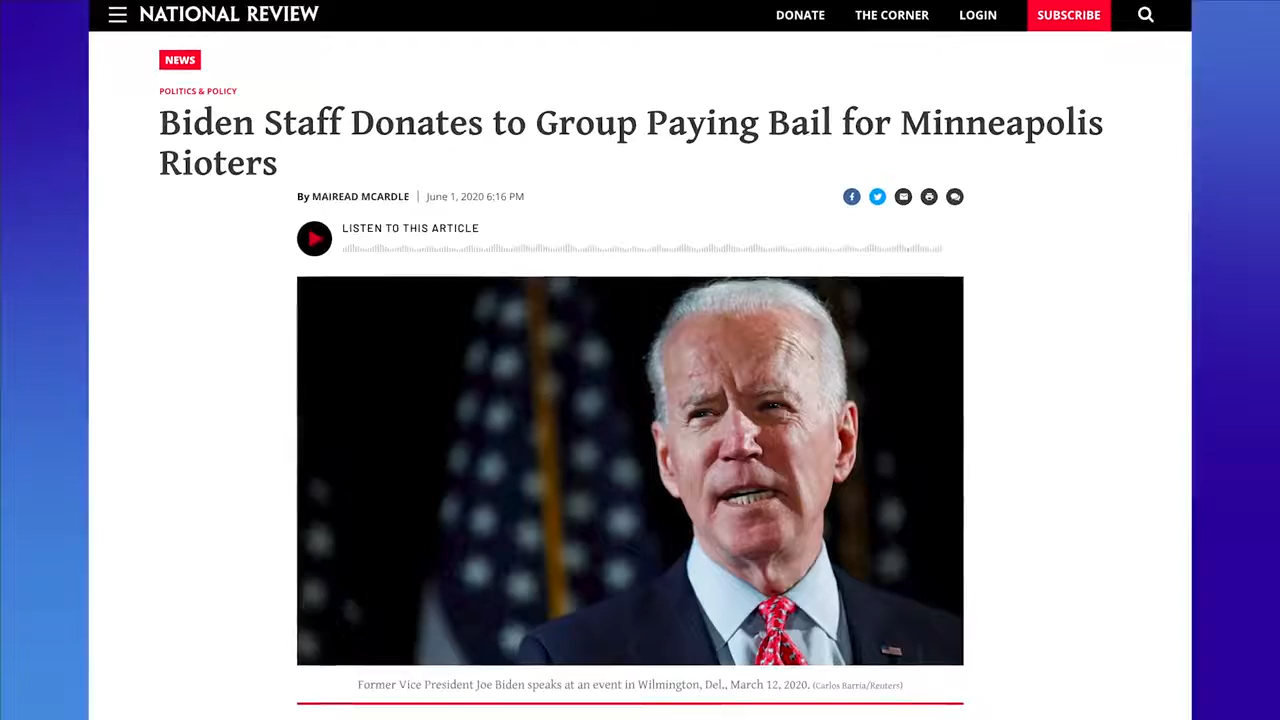 NATIONAL REVIEW
DONATE THE CORNER LOGIN SUBSCRIBE
NEWS
POLITICS & POLICY
Biden Staff Donates to Group Paying Bail for Minneapolis
Rioters
By MAIREAD MCARDLE | June 1, 2020 6:16 PM
LISTEN TO THIS ARTICLE
Former Vice President Joe Biden speaks at an event in Wilmington, Del., March 12, 2020. (Carlos Barria/Reuters)